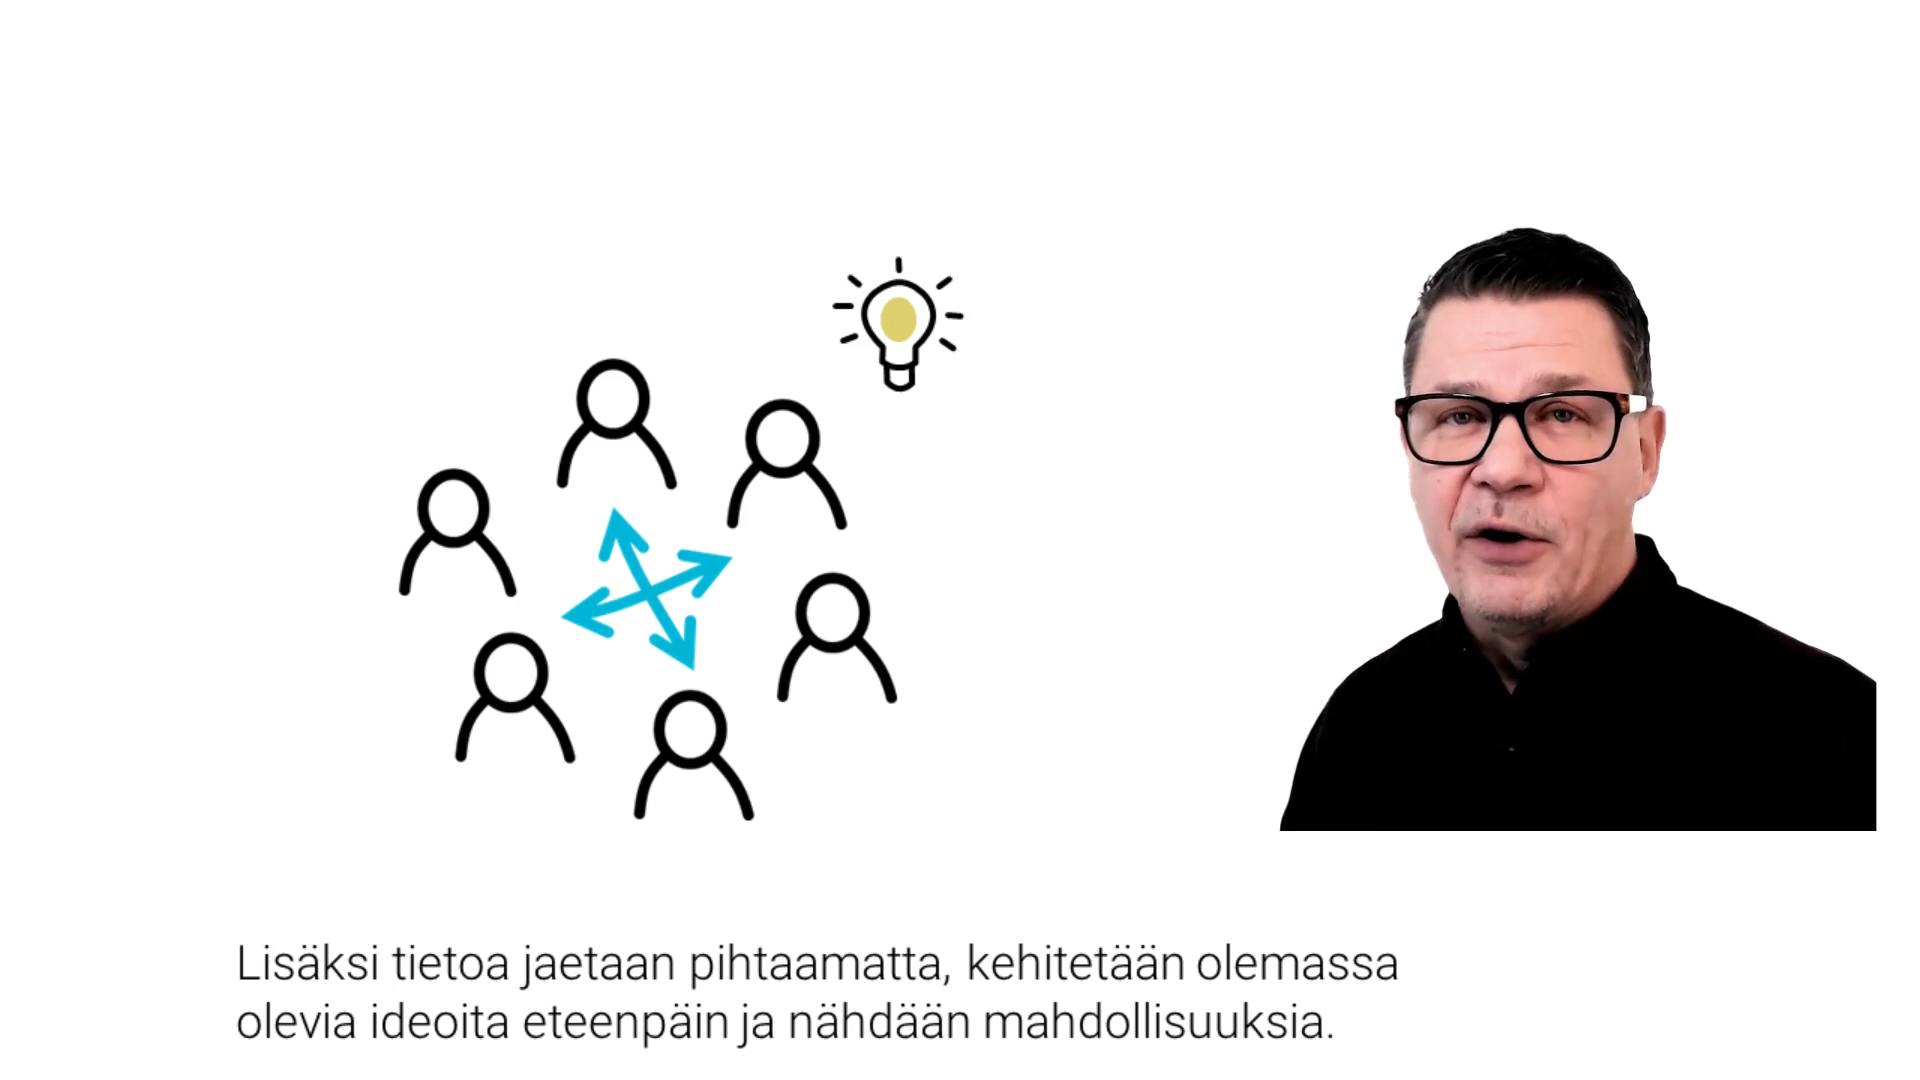 Lisäksi tietoa jaetaan pihtaamatta, kehitetään olemassa
olevia ideoita eteenpäin ja nähdään mahdollisuuksia.